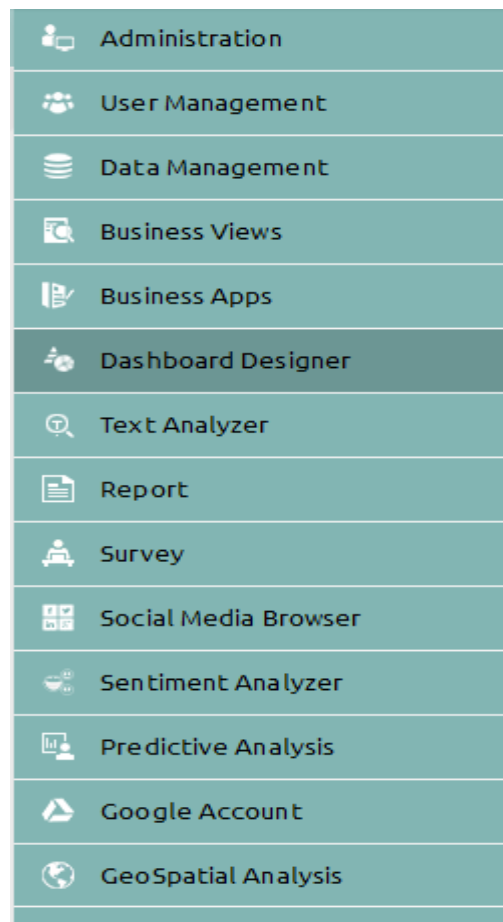 Administration
User Management
Data Management
Business Views
Business Apps
Dashboard Designer
Text Analyzer
Report
Survey
Social Media Browser
Sentiment Analyzer
Predictive Analysis
Google Account
GeoSpatial Analysis